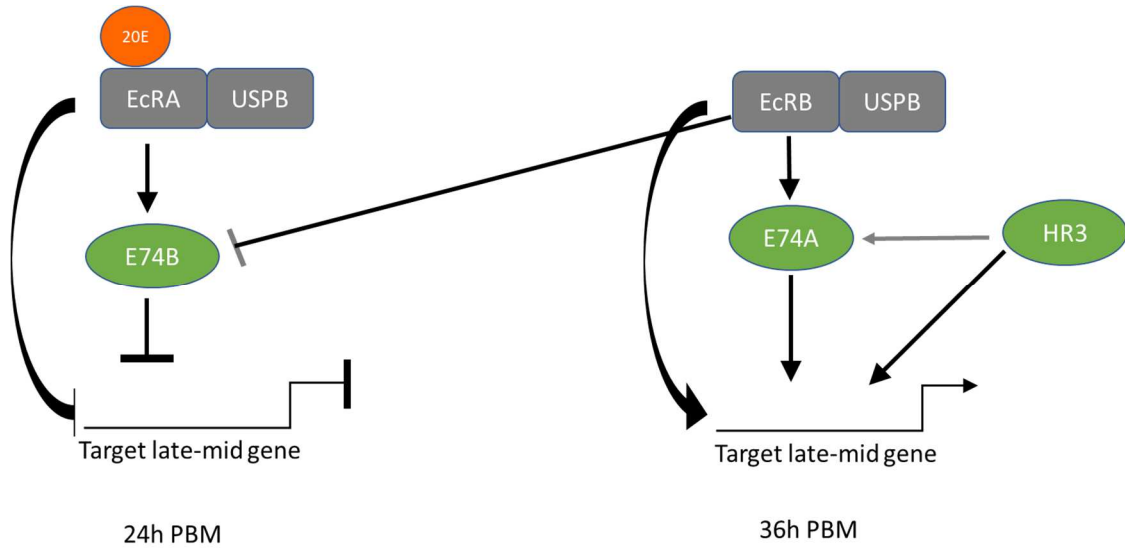 20E
EcRA
USPB
E74B
Target late-mid gene
24h PBM
EcRB
USPB
E74A
HR3
Target late-mid gene
36h PBM